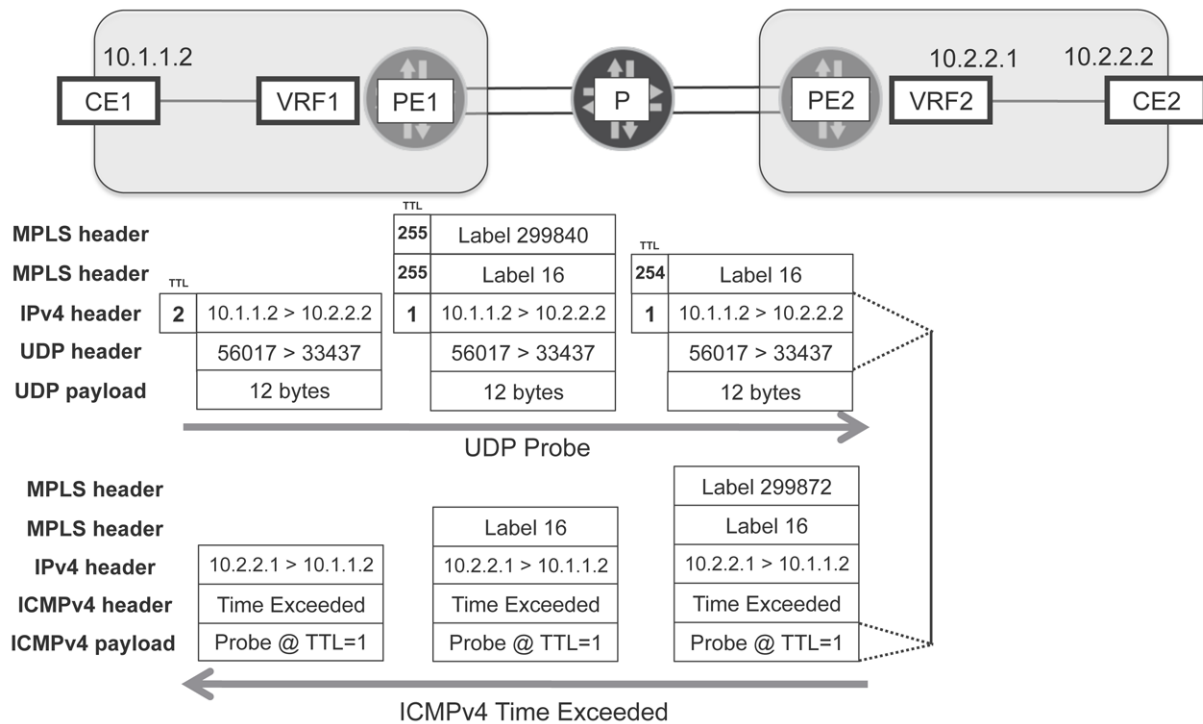 10.1.1.2 10.2.2.1 10.2.2.2
CE1 VRF1 PE1 P PE2 VRF2 CE2
TTL
MPLS header 255 Label 299840
TTL
MPLS header 255 Label 16 254 Label 16
TTL
IPv4 header 2 10.1.1.2 > 10.2.2.2 1 10.1.1.2 > 10.2.2.2 1 10.1.1.2 > 10.2.2.2
UDP header 56017 > 33437 56017 > 33437 56017 > 33437
UDP payload 12 bytes 12 bytes 12 bytes
UDP Probe
MPLS header Label 299872
MPLS header Label 16 Label 16
IPv4 header 10.2.2.1 > 10.1.1.2 10.2.2.1 > 10.1.1.2 10.2.2.1 > 10.1.1.2
ICMPv4 header Time Exceeded Time Exceeded Time Exceeded
ICMPv4 payload Probe @ TTL=1 Probe @ TTL=1 Probe @ TTL=1
ICMPv4 Time Exceeded